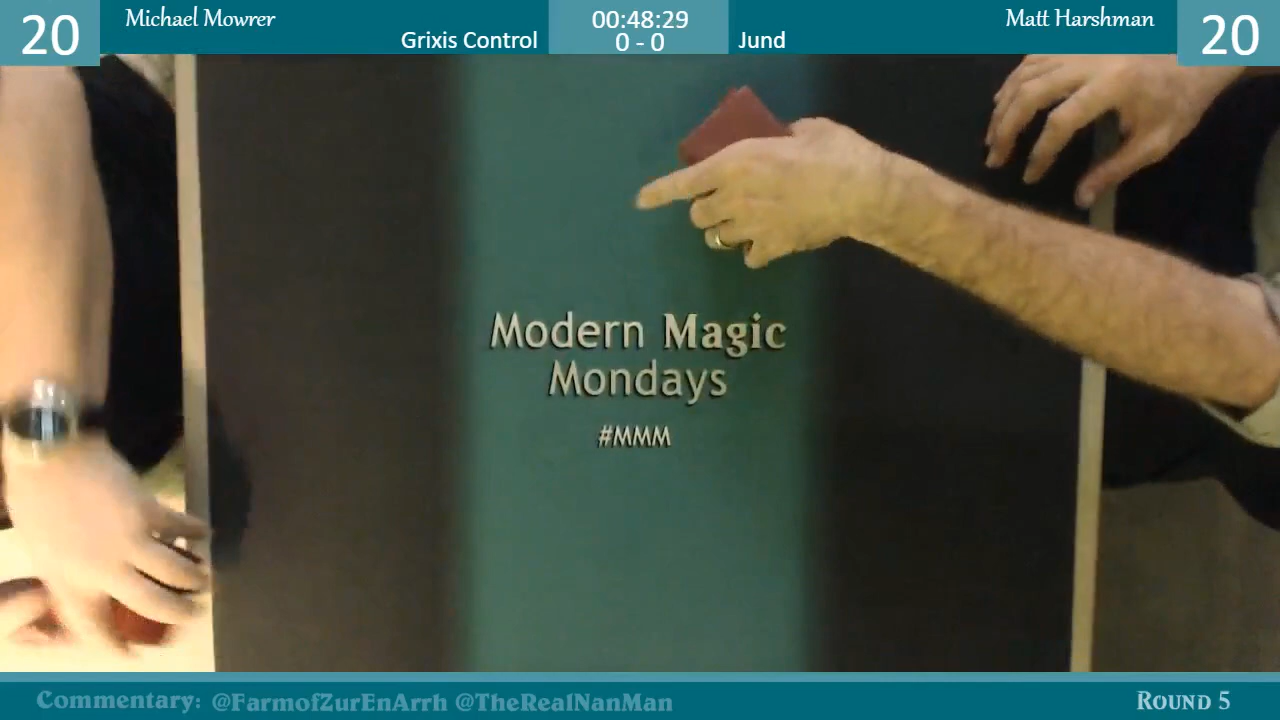 20
Michael Mowrer
Grixis Control
00:48:29
0 - 0
Matt Harshman
Jund
20
Modern Magic
Mondays
#MMM
Commentary: @FarmofZurEnArrh @TheRealNanMan
Round 5